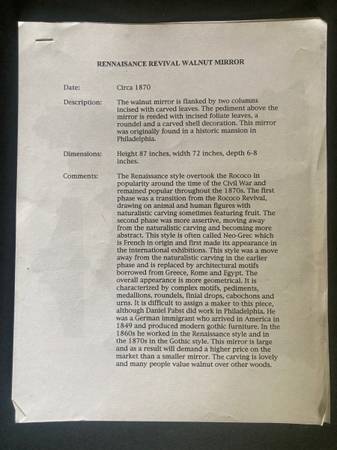 RENNAISANCE REVIVAL WALNUT MIRROR
Date: Circa 1870
Description: The walnut mirror is flanked by two columns
incised with carved leaves. The pediment above the
mirror is reeded with incised foliate leaves, a
roundel and a carved shell decoration. This mirror
was originally found in a historic mansion in
Philadelphia.
Dimensions: Height 87 inches, width 72 inches, depth 6-8
inches.
Comments: The Renaissance style overtook the Rococo in
popularity around the time of the Civil War and
remained popular throughout the 1870s. The first
phase was a transition from the Rococo Revival,
drawing on animal and human figures with
naturalistic carving sometimes featuring fruit. The
second phase was more assertive, moving away
from the naturalistic carving and becoming more
abstract. This style is often called Neo-Grec which
is French in origin and first made its appearance in
the international exhibitions. This style was a move
away from the naturalistic carving in the earlier
phase and is replaced by architectural motifs
borrowed from Greece, Rome and Egypt. The
overall appearance is more geometrical. It is
characterized by complex motifs, pediments,
medallions, roundels, finial drops, cabochons and
urns. It is difficult to assign a maker to this piece,
although Daniel Pabst did work in Philadelphia. He
was a German immigrant who arrived in America in
1849 and produced modern gothic furniture. In the
1860s he worked in the Renaissance style and in
the 1870s in the Gothic style. This mirror is large
and as a result will demand a higher price on the
market than a smaller mirror. The carving is lovely
and many people value walnut over other woods.